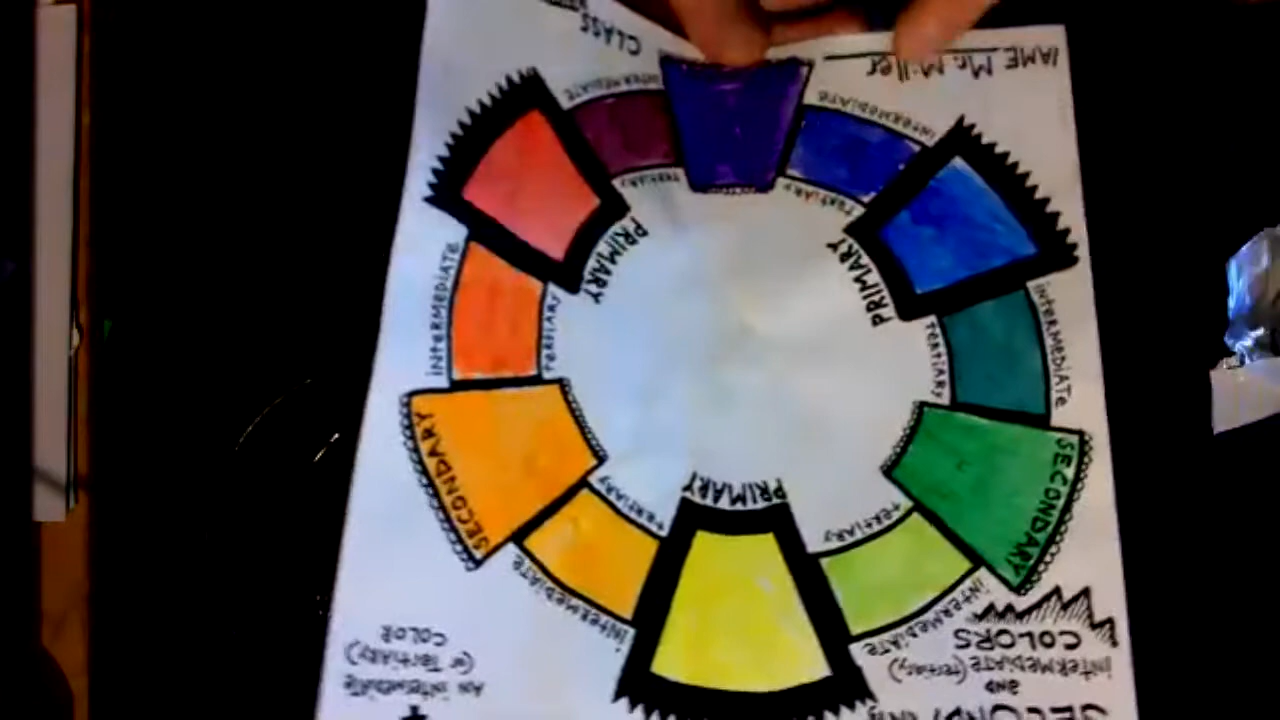 NAME Mr. Miller
CLASS
INTERMEDIATE
TERTIARY
INTERMEDIATE
TERTIARY
PRIMARY
PRIMARY
INTERMEDIATE
TERTIARY
INTERMEDIATE
TERTIARY
SECONDARY
SECONDARY
PRIMARY
TERTIARY
INTERMEDIATE
TERTIARY
INTERMEDIATE
COLORS
INTERMEDIATE (TERTIARY)
AND
SECONDARY
AN INTERMEDIATE
(or TERTIARY)
COLOR